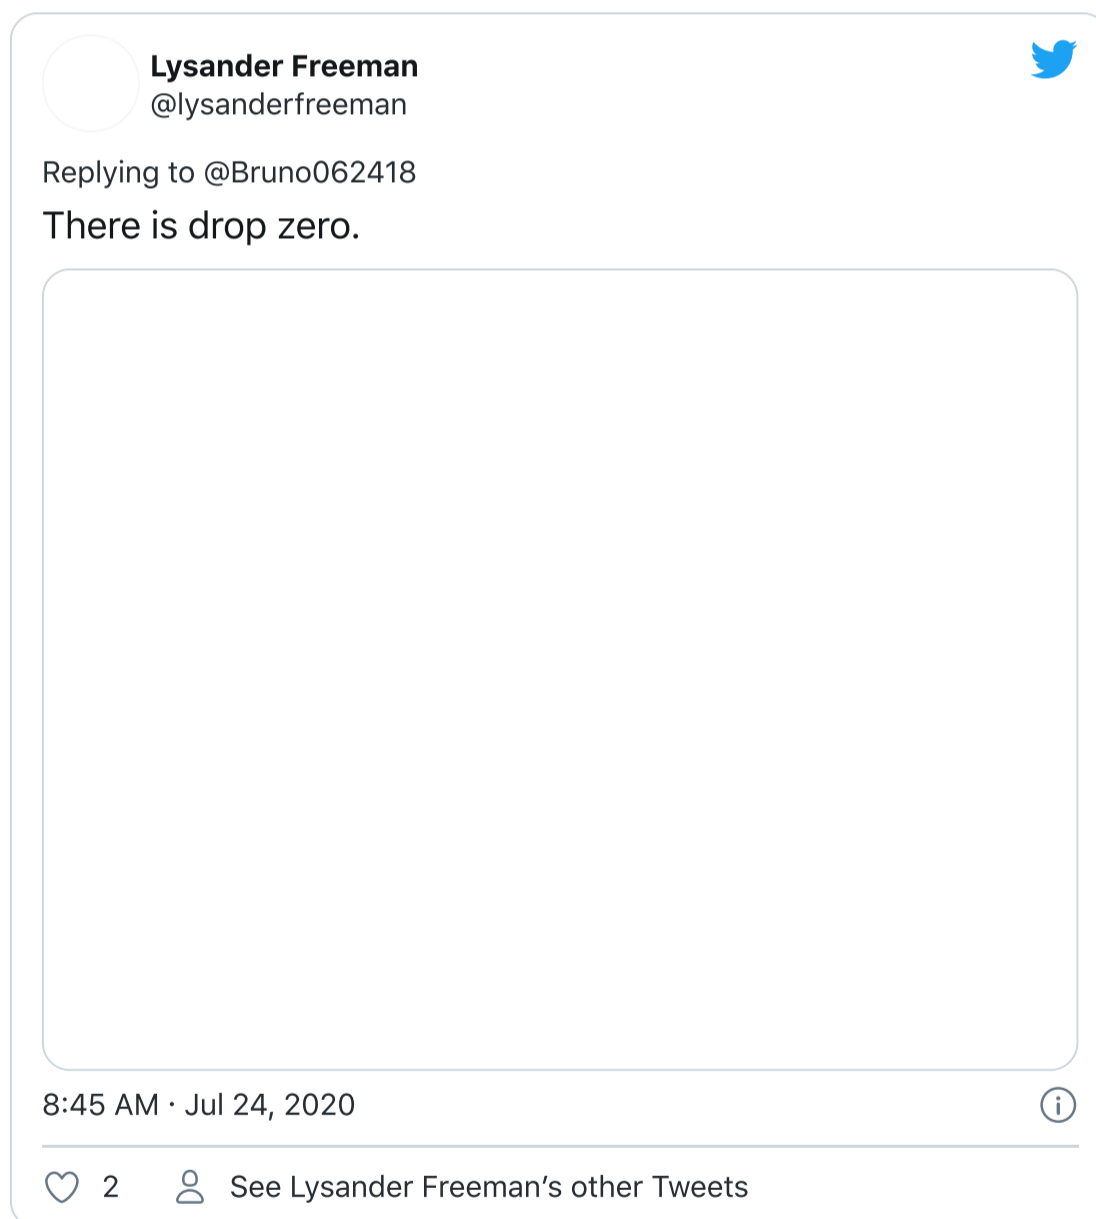 Lysander Freeman
@lysanderfreeman
Replying to @Bruno062418
There is drop zero.
8:45 AM · Jul 24, 2020
2
See Lysander Freeman’s other Tweets